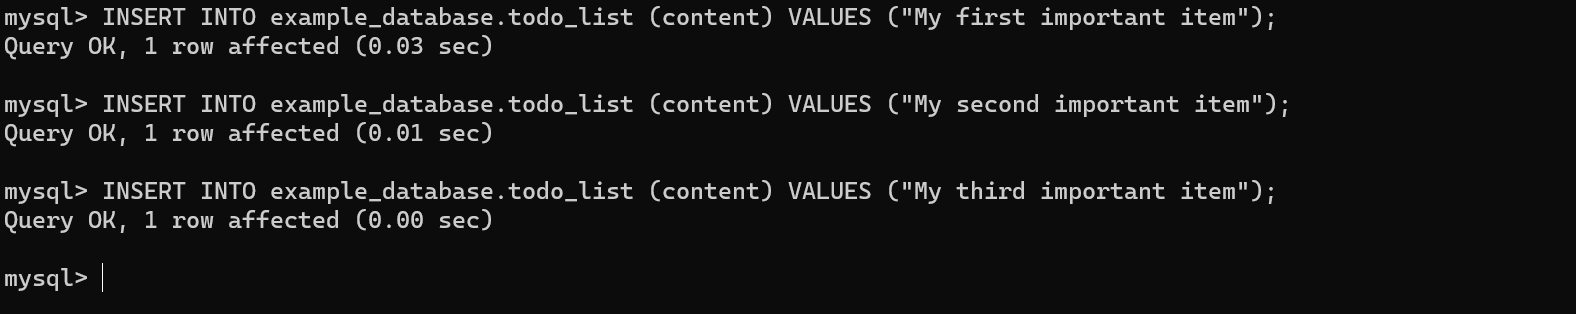 mysql> INSERT INTO example_database.todo_list (content) VALUES ("My first important item");
Query OK, 1 row affected (0.03 sec)
mysql> INSERT INTO example_database.todo_list (content) VALUES ("My second important item");
Query OK, 1 row affected (0.01 sec)
mysql> INSERT INTO example_database.todo_list (content) VALUES ("My third important item");
Query OK, 1 row affected (0.00 sec)
mysql>